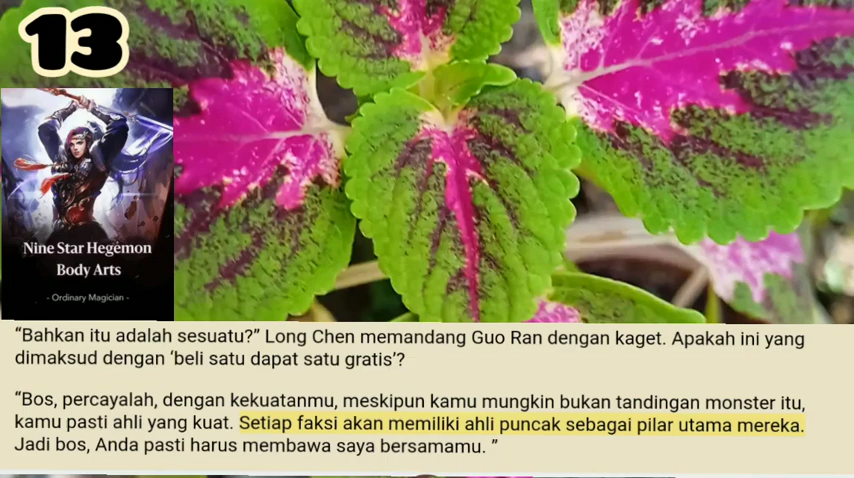 13
Nine Star Hegemon
Body Arts
- Ordinary Magician -
“Bahkan itu adalah sesuatu?” Long Chen memandang Guo Ran dengan kaget. Apakah ini yang
dimaksud dengan ‘beli satu dapat satu gratis’?
“Bos, percayalah, dengan kekuatanmu, meskipun kamu mungkin bukan tandingan monster itu,
kamu pasti ahli yang kuat. Setiap faksi akan memiliki ahli puncak sebagai pilar utama mereka.
Jadi bos, Anda pasti harus membawa saya bersamamu. ”